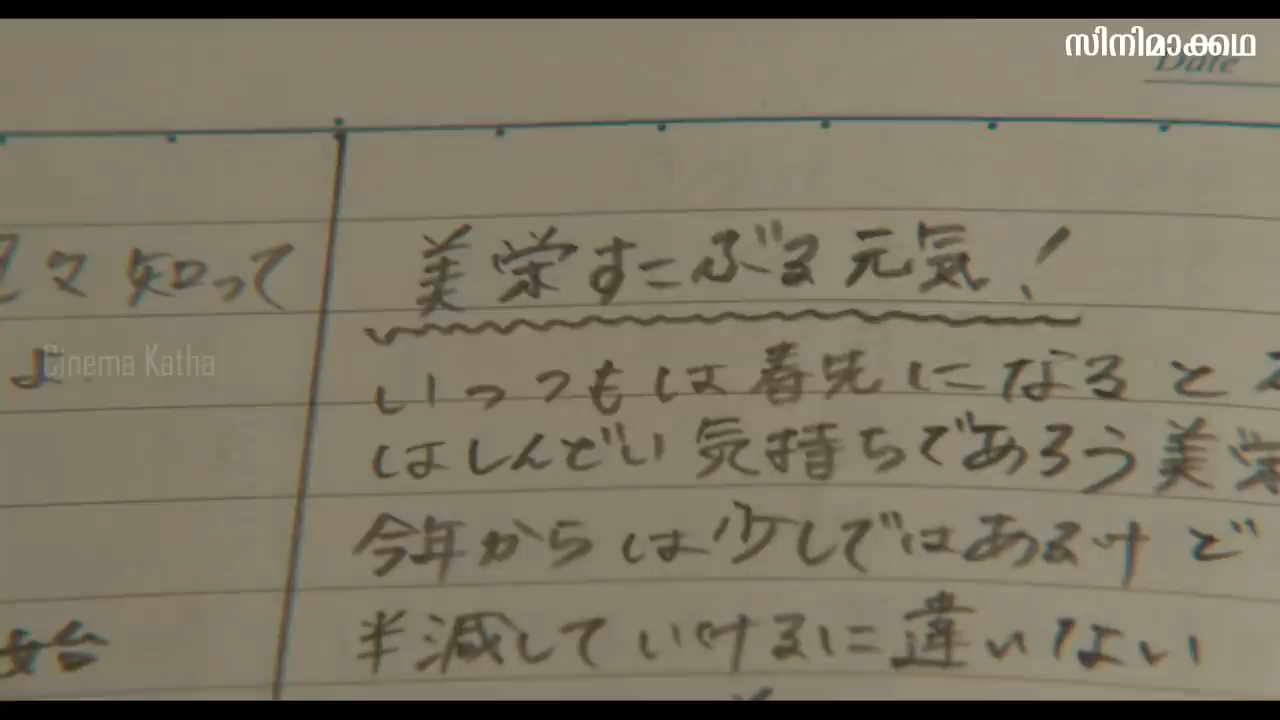 സിനിമാക്കഥ
Date
々知って
美栄すこぶる元気!
よ
Cinema Katha
いっつもは春先になると
はしんどい気持ちであろう美栄
今年からは少しではあるけど
始
半減していけるに違いない